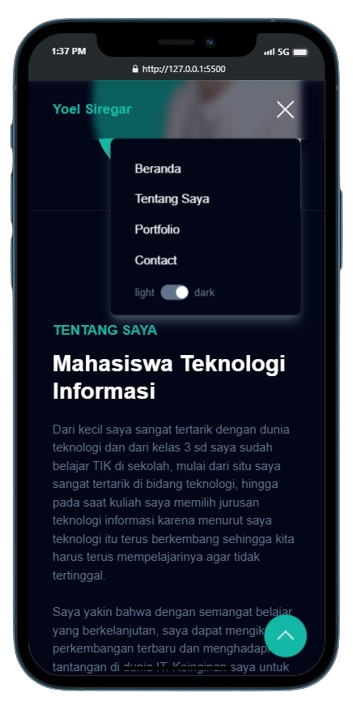 1:37 PM
5G
http://127.0.0.1:5500
Yoel Siregar
Beranda
Tentang Saya
Portfolio
Contact
light dark
TENTANG SAYA
Mahasiswa Teknologi
Informasi
Dari kecil saya sangat tertarik dengan dunia
teknologi dan dari kelas 3 sd saya sudah
belajar TIK di sekolah, mulai dari situ saya
sangat tertarik di bidang teknologi, hingga
pada saat kuliah saya memilih jurusan
teknologi informasi karena menurut saya
teknologi itu terus berkembang sehingga kita
harus terus mempelajarinya agar tidak
tertinggal.
Saya yakin bahwa dengan semangat belajar
yang berkelanjutan, saya dapat
perkembangan terbaru dan
tantangan di dunia IT. Keinginan saya untuk